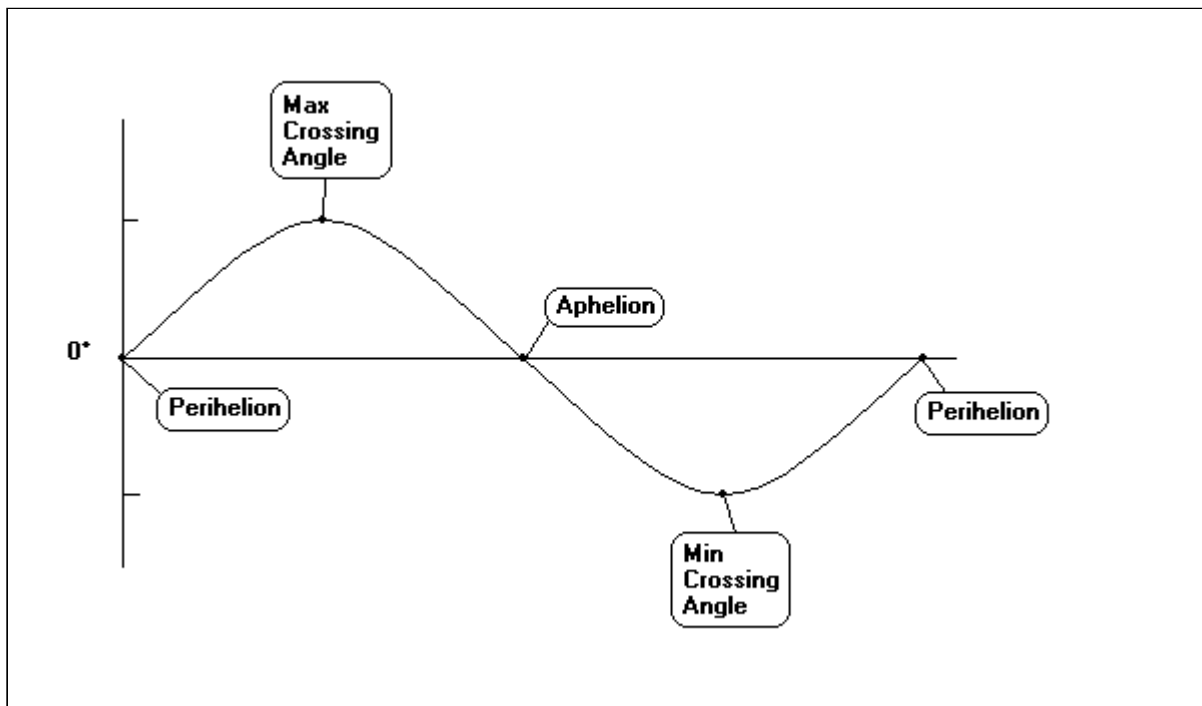 Max
Crossing
Angle
Aphelion
0°
Perihelion
Perihelion
Min
Crossing
Angle